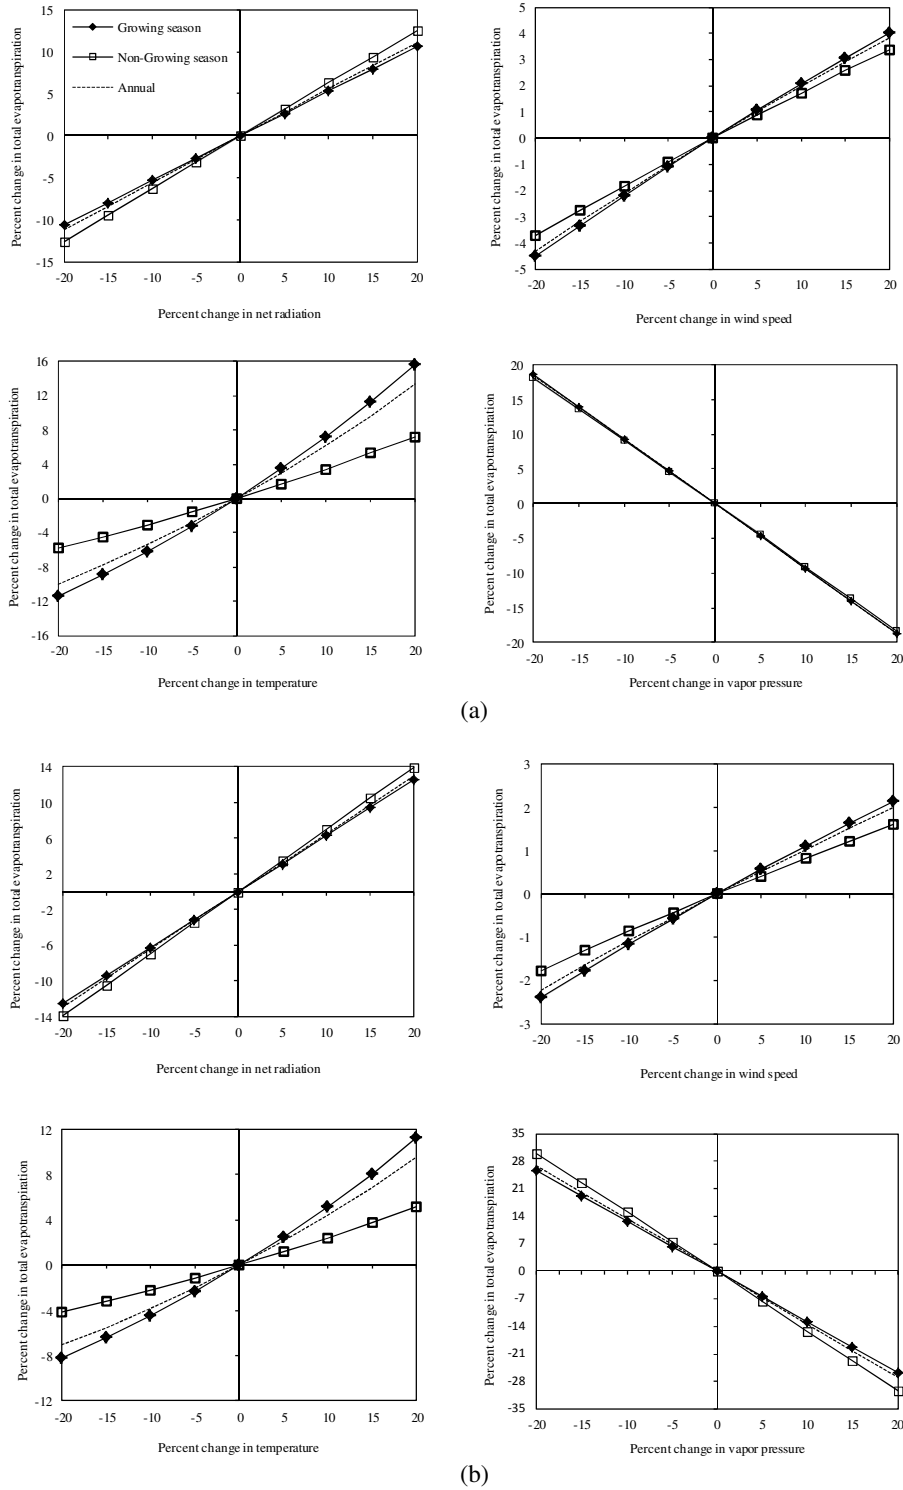 Percent change in total evapotranspiration
15
10
5
0
-5
-10
-15
Growing season
Non-Growing season
Annual
-20 -15 -10 -5 0 5 10 15 20
Percent change in net radiation
Percent change in total evapotranspiration
5
4
3
2
1
0
-1
-2
-3
-4
-5
-20 -15 -10 -5 0 5 10 15 20
Percent change in wind speed
Percent change in total evapotranspiration
16
12
8
4
0
-4
-8
-12
-16
-20 -15 -10 -5 0 5 10 15 20
Percent change in temperature
Percent change in total evapotranspiration
20
15
10
5
0
-5
-10
-15
-20
-20 -15 -10 -5 0 5 10 15 20
Percent change in vapor pressure
(a)
Percent change in total evapotranspiration
14
10
6
2
-2
-6
-10
-14
-20 -15 -10 -5 0 5 10 15 20
Percent change in net radiation
Percent change in total evapotranspiration
3
2
1
0
-1
-2
-3
-20 -15 -10 -5 0 5 10 15 20
Percent change in wind speed
Percent change in total evapotranspiration
12
8
4
0
-4
-8
-12
-20 -15 -10 -5 0 5 10 15 20
Percent change in temperature
Percent change in total evapotranspiration
35
28
21
14
7
0
-7
-14
-21
-28
-35
-20 -15 -10 -5 0 5 10 15 20
Percent change in vapor pressure
(b)